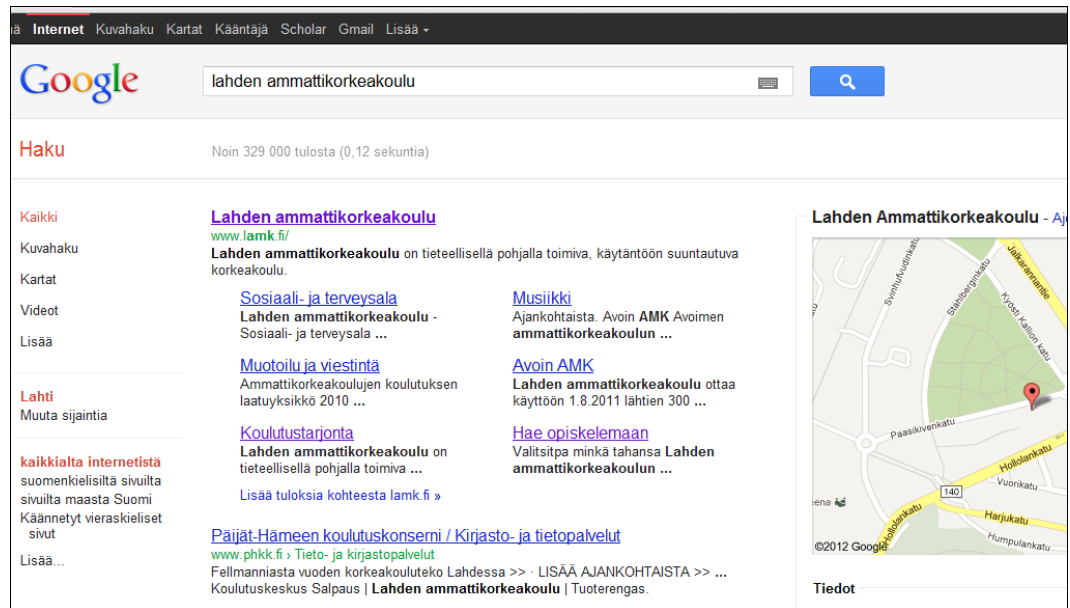 Internet Kuvahaku Kartat Kääntäjä Scholar Gmail Lisää
Google
lahden ammattikorkeakoulu
Haku
Noin 329 000 tulosta (0,12 sekuntia)
Kaikki
Kuvahaku
Kartat
Videot
Lisää
Lahti
Muuta sijaintia
kaikkialta internetistä
suomenkielisiltä sivuilta
sivuilta maasta Suomi
Käännetyt vieraskieliset
sivut
Lisää...
Lahden ammattikorkeakoulu
www.lamk.fi/
Lahden ammattikorkeakoulu on tieteellisellä pohjalla toimiva, käytäntöön suuntautuva
korkeakoulu.
Sosiaali- ja terveysala
Lahden ammattikorkeakoulu -
Sosiaali- ja terveysala ...
Musiikki
Ajankohtaista. Avoin AMK Avoimen
ammattikorkeakoulun ...
Muotoilu ja viestintä
Ammattikorkeakoulujen koulutuksen
laatuyksikkö 2010 ...
Avoin AMK
Lahden ammattikorkeakoulu ottaa
käyttöön 1.8.2011 lähtien 300 ...
Koulutustarjonta
Lahden ammattikorkeakoulu on
tieteellisellä pohjalla toimiva ...
Hae opiskelemaan
Valitsitpa minkä tahansa Lahden
ammattikorkeakoulun ...
Lisää tuloksia kohteesta lamk.fi »
Päijät-Hämeen koulutuskonserni / Kirjasto- ja tietopalvelut
www.phkk.fi › Tieto- ja kirjastopalvelut
Fellmanniasta vuoden korkeakouluteko Lahdessa >> · LISÄÄ AJANKOHTAISTA >> ...
Koulutuskeskus Salpaus | Lahden ammattikorkeakoulu | Tuoterengas.
Lahden Ammattikorkeakoulu -
Svinhufvudinkatu
Ståhlberginkatu
Jalkarannantie
Kyösti Kallion katu
Paasikivenkatu
Hollolankatu
Vuorikatu
140
Harjukatu
Hollolankatu
Humpulankatu
©2012 Google
Tiedot